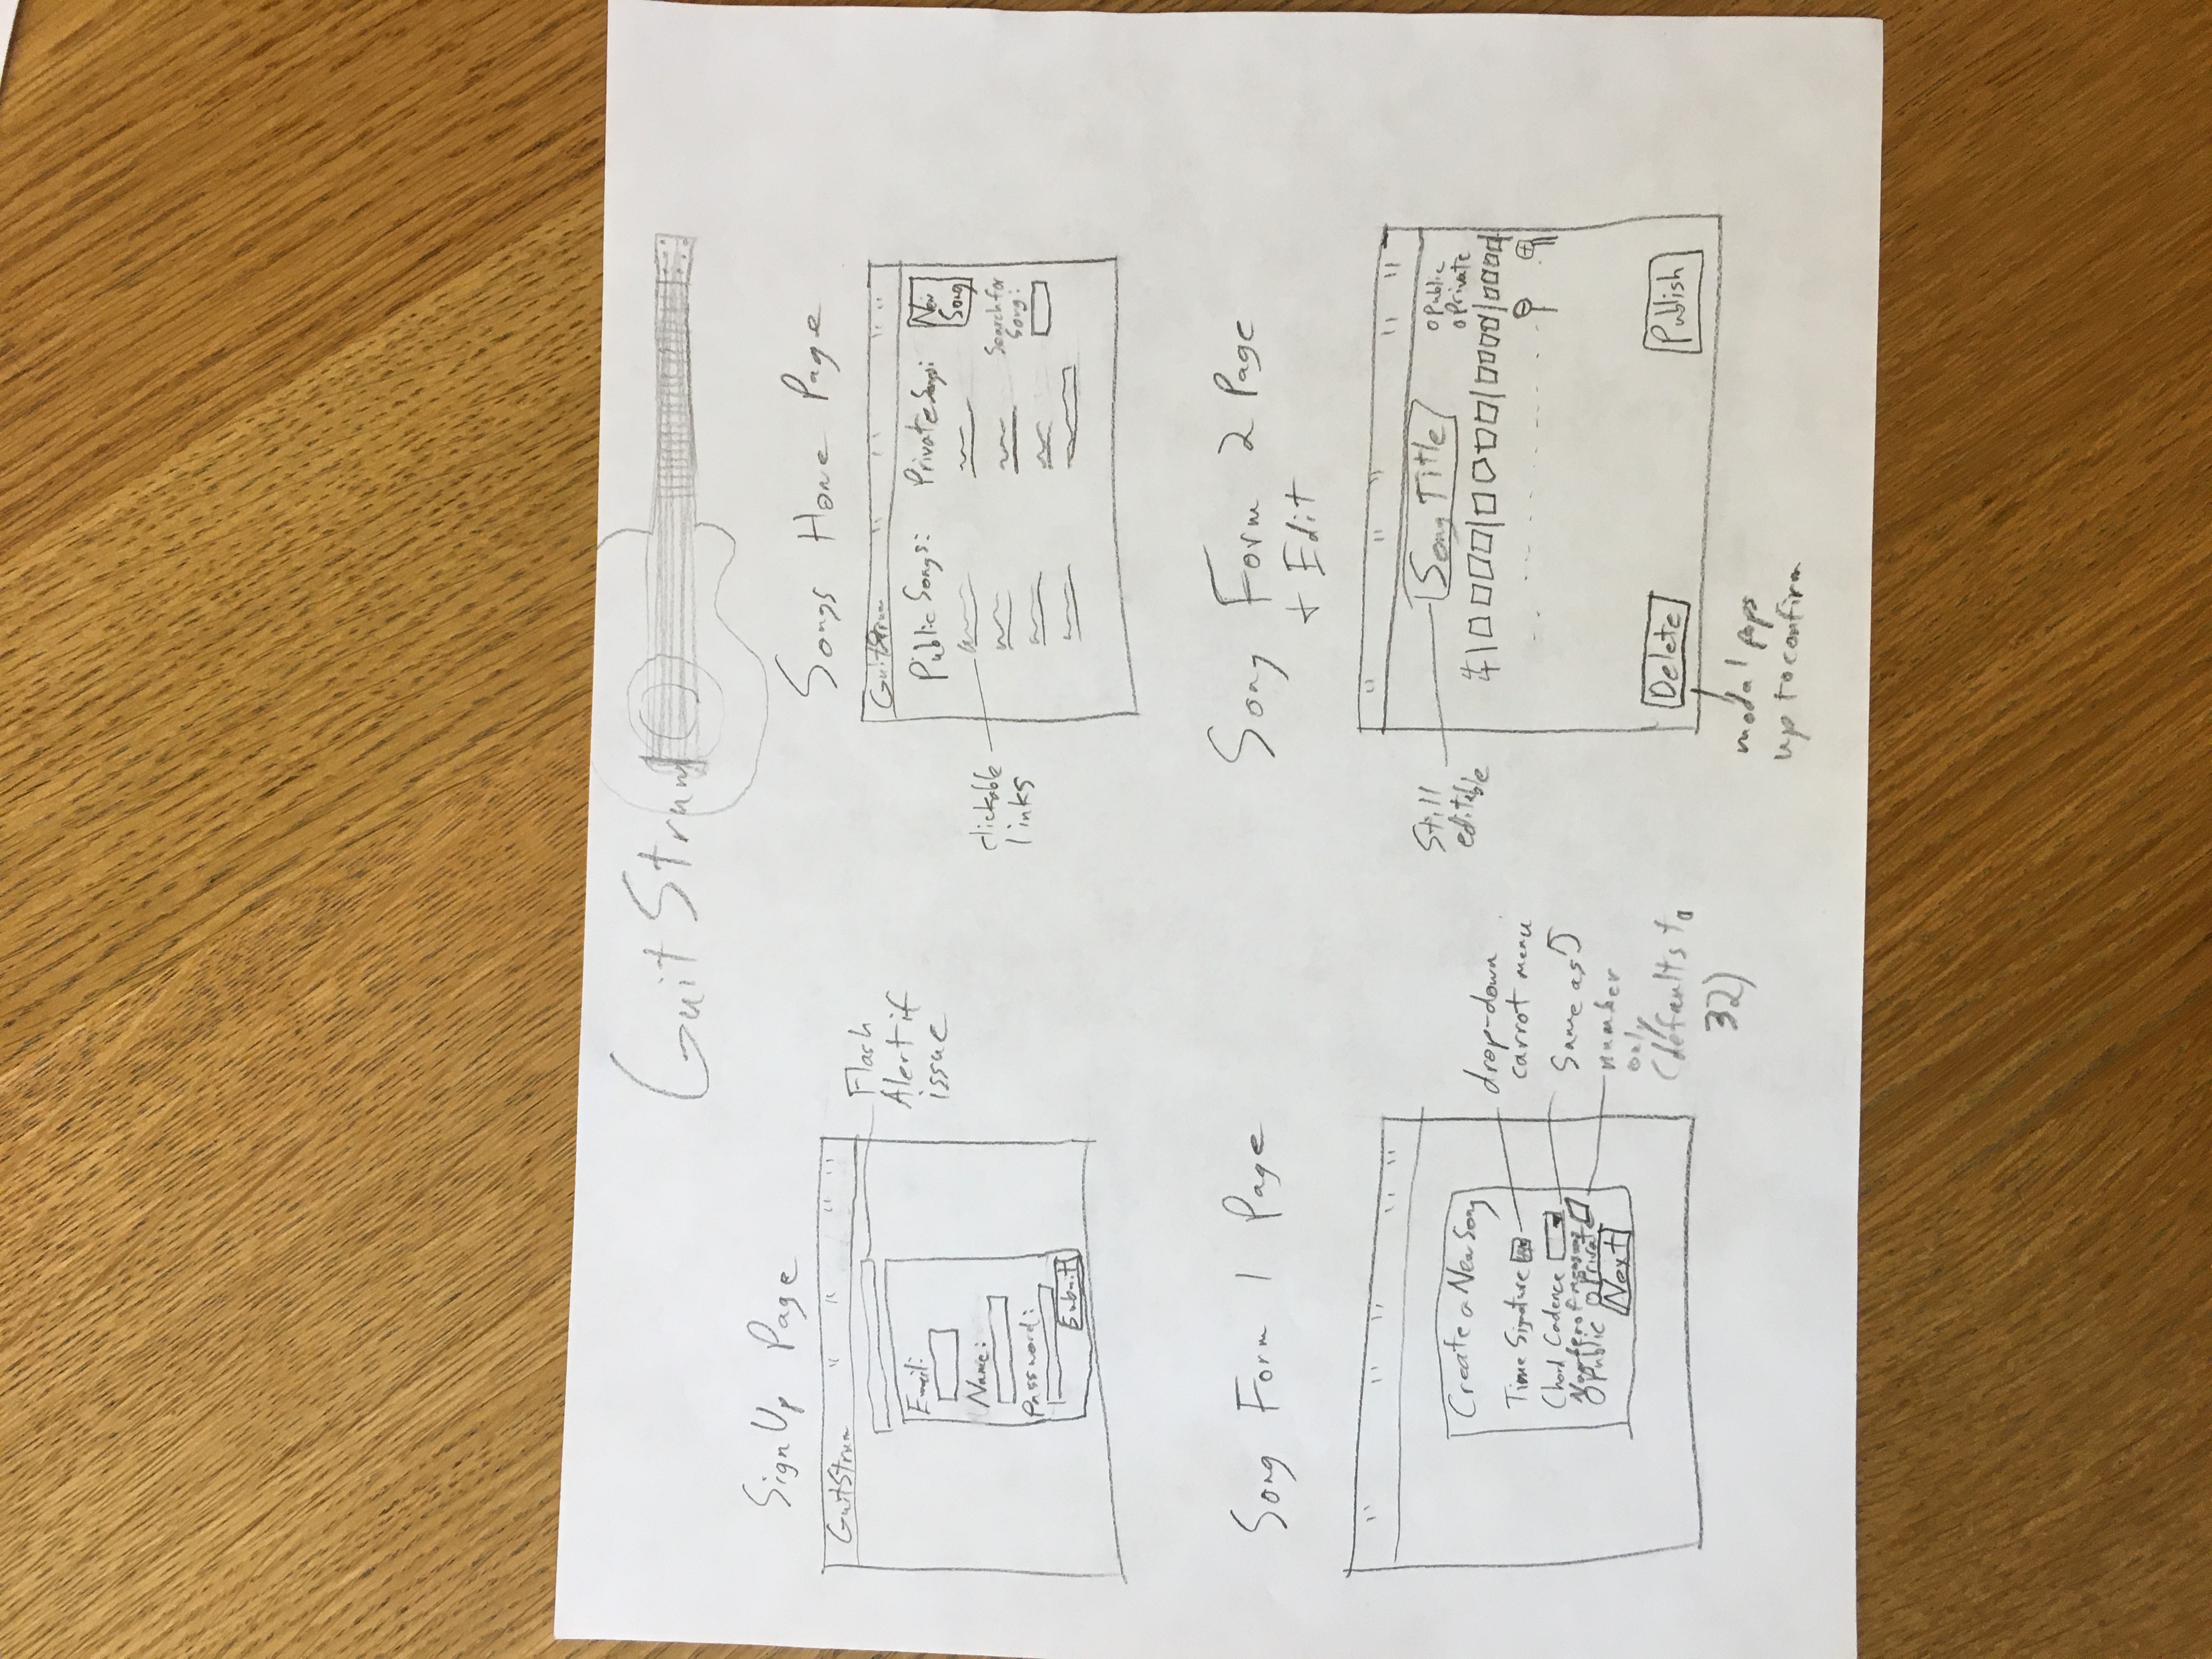 GuitStrum
SignUp Page
GuitStrum
Flash
Alert if
issue
Email:
Name:
Password:
Submit
Songs Home Page
GuitStrum
Public Songs:
Private Songs:
New
Song
Search for
Song:
clickable
links
Song Form 1 Page
Create a New Song
Time Signature
Chord Cadence
Number of measures
Public
Private
Next
drop-down
carrot menu
Same as
number
only
(defaults to
32)
Song Form 2 Page
+ Edit
Still
editable
Song Title
Public
Private
4
4
Delete
Publish
modal pops
up to confirm